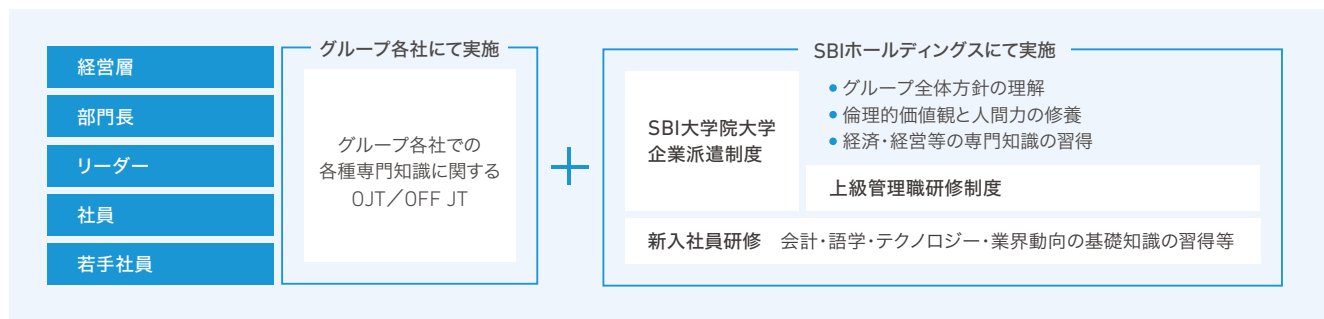 経営層
部門長
リーダー
社員
若手社員
グループ各社にて実施
グループ各社での
各種専門知識に関する
OJT／OFF JT
＋
SBIホールディングスにて実施
SBI大学院大学
企業派遣制度
• グループ全体方針の理解
• 倫理的価値観と人間力の修養
• 経済・経営等の専門知識の習得
上級管理職研修制度
新入社員研修　会計・語学・テクノロジー・業界動向の基礎知識の習得等